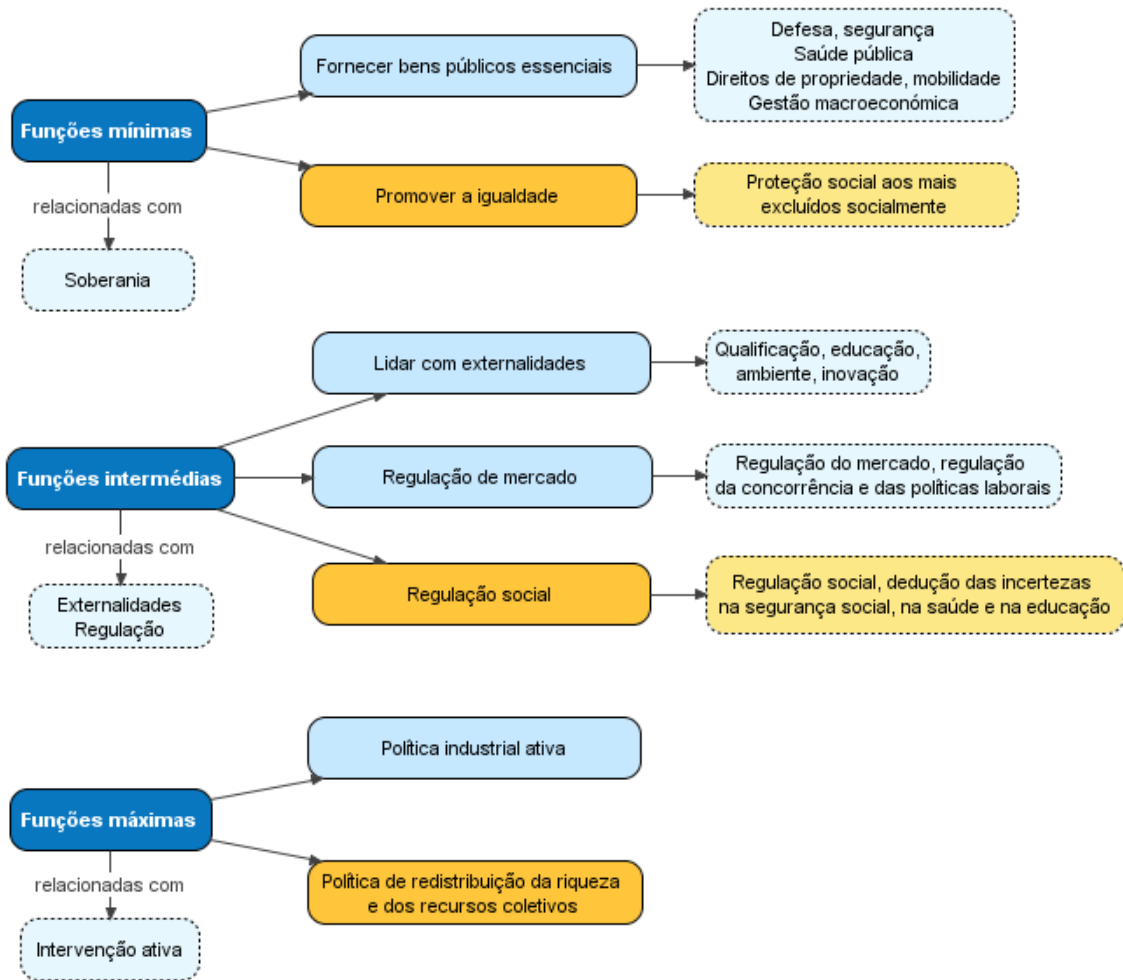 Funções mínimas
relacionadas com
Soberania
Fornecer bens públicos essenciais
Defesa, segurança
Saúde pública
Direitos de propriedade, mobilidade
Gestão macroeconómica
Promover a igualdade
Proteção social aos mais
excluídos socialmente
Funções intermédias
relacionadas com
Externalidades
Regulação
Lidar com externalidades
Qualificação, educação,
ambiente, inovação
Regulação de mercado
Regulação do mercado, regulação
da concorrência e das políticas laborais
Regulação social
Regulação social, dedução das incertezas
na segurança social, na saúde e na educação
Funções máximas
relacionadas com
Intervenção ativa
Política industrial ativa
Política de redistribuição da riqueza
e dos recursos coletivos